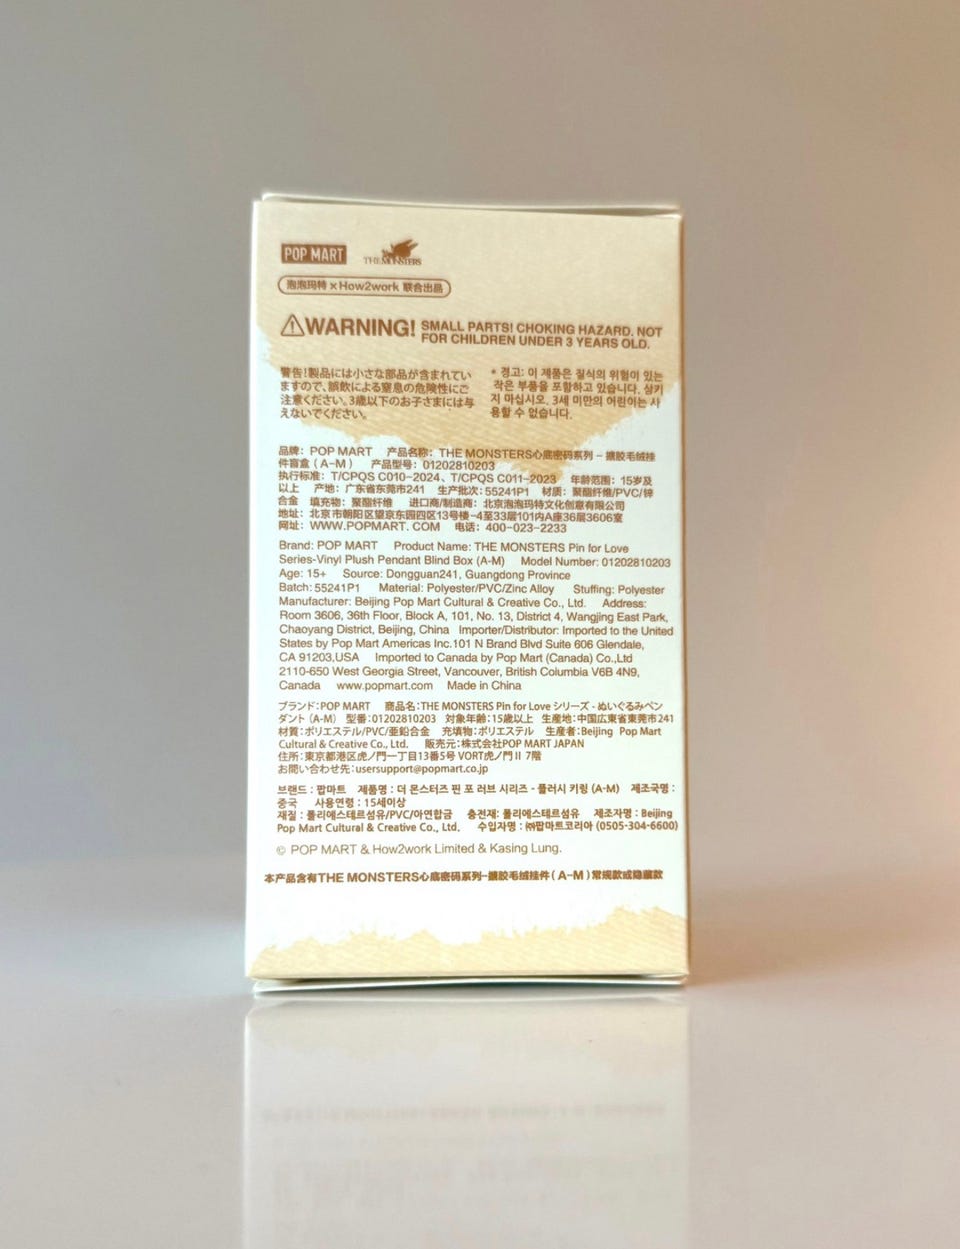 POP MART
THE MONSTERS
泡泡玛特 × How2work 联合出品
WARNING! SMALL PARTS! CHOKING HAZARD. NOT
FOR CHILDREN UNDER 3 YEARS OLD.
警告!製品には小さな部品が含まれてい
ますので、誤飲による窒息の危険性にご
注意ください。3歳以下のお子さまには与
えないでください。
* 경고: 이 제품은 질식의 위험이 있는
작은 부품을 포함하고 있습니다. 삼키
지 마십시오. 3세 미만의 어린이는 사
용할 수 없습니다.
品牌: POP MART 产品名称: THE MONSTERS心底密码系列 - 搪胶毛绒挂
件盲盒 (A-M) 产品型号: 01202810203
执行标准: T/CPQS C010-2024、T/CPQS C011-2023 年龄范围: 15岁及
以上 产地: 广东省东莞市241 生产批次: 55241P1 材质: 聚酯纤维/PVC/锌
合金 填充物: 聚酯纤维 进口商/制造商: 北京泡泡玛特文化创意有限公司
地址: 北京市朝阳区望京东园四区13号楼-4至33层101内A座36层3606室
网址: WWW.POPMART.COM 电话: 400-023-2233
Brand: POP MART Product Name: THE MONSTERS Pin for Love
Series-Vinyl Plush Pendant Blind Box (A-M) Model Number: 01202810203
Age: 15+ Source: Dongguan241, Guangdong Province
Batch: 55241P1 Material: Polyester/PVC/Zinc Alloy Stuffing: Polyester
Manufacturer: Beijing Pop Mart Cultural & Creative Co., Ltd. Address:
Room 3606, 36th Floor, Block A, 101, No. 13, District 4, Wangjing East Park,
Chaoyang District, Beijing, China Importer/Distributor: Imported to the United
States by Pop Mart Americas Inc.101 N Brand Blvd Suite 606 Glendale,
CA 91203,USA Imported to Canada by Pop Mart (Canada) Co.,Ltd
2110-650 West Georgia Street, Vancouver, British Columbia V6B 4N9,
Canada www.popmart.com Made in China
ブランド:POP MART 商品名:THE MONSTERS Pin for Love シリーズ - ぬいぐるみペン
ダント (A-M) 型番:01202810203 対象年齢:15歳以上 生産地:中国広東省東莞市241
材質:ポリエステル/PVC/亜鉛合金 充填物:ポリエステル 生産者:Beijing Pop Mart
Cultural & Creative Co., Ltd. 販売元:株式会社POP MART JAPAN
住所:東京都港区虎ノ門一丁目13番5号 VORT虎ノ門Ⅱ 7階
お問い合わせ先:usersupport@popmart.co.jp
브랜드 : 팝마트 제품명 : 더 몬스터즈 핀 포 러브 시리즈 - 플러시 키링 (A-M) 제조국명 :
중국 사용연령 : 15세이상
재질 : 폴리에스테르섬유/PVC/아연합금 충전재: 폴리에스테르섬유 제조자명 : Beijing
Pop Mart Cultural & Creative Co., Ltd. 수입자명 : ㈜팝마트코리아 (0505-304-6600)
© POP MART & How2work Limited & Kasing Lung.
本产品含有THE MONSTERS心底密码系列-搪胶毛绒挂件(A-M)常规款或隐藏款